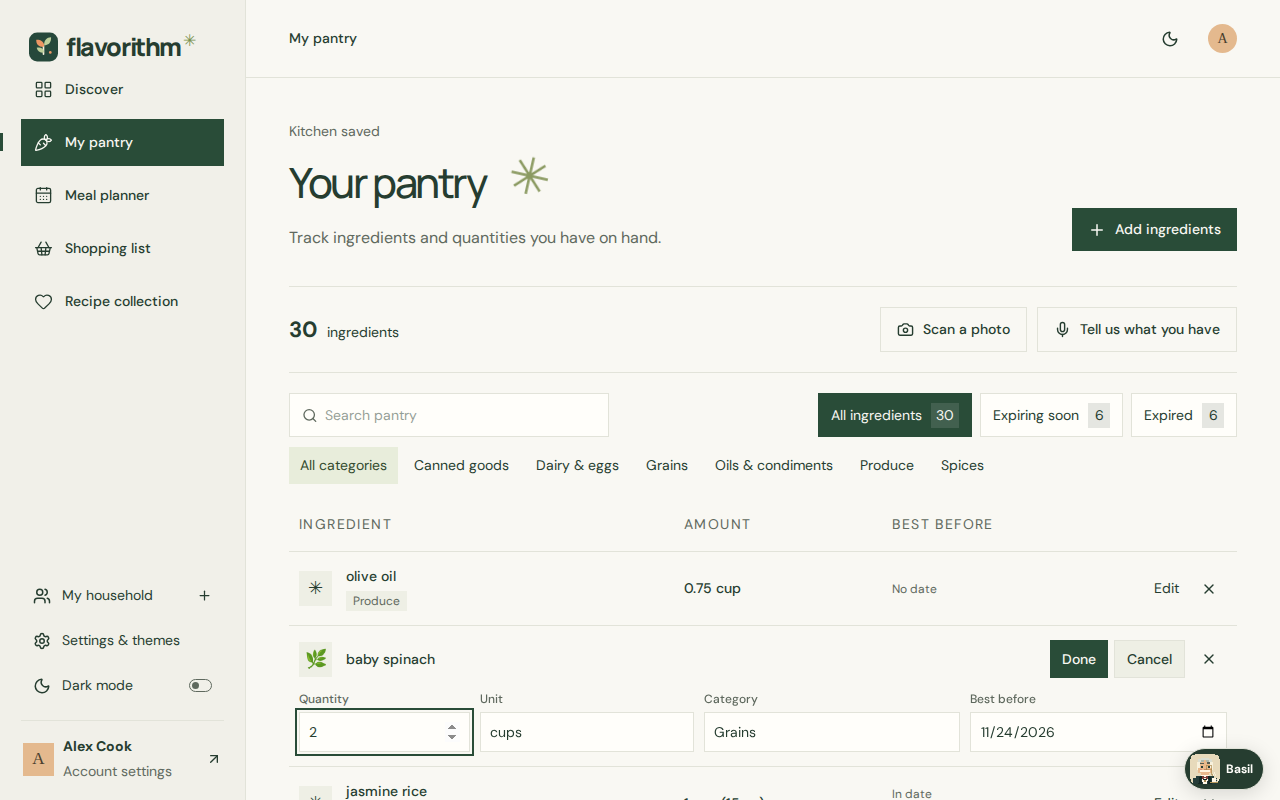 flavorithm
Discover
My pantry
Meal planner
Shopping list
Recipe collection
My household
Settings & themes
Dark mode
A
Alex Cook
Account settings
My pantry
A
Kitchen saved
Your pantry
Track ingredients and quantities you have on hand.
Add ingredients
30 ingredients
Scan a photo
Tell us what you have
Search pantry
All ingredients 30
Expiring soon 6
Expired 6
All categories
Canned goods
Dairy & eggs
Grains
Oils & condiments
Produce
Spices
INGREDIENT
AMOUNT
BEST BEFORE
olive oil
Produce
0.75 cup
No date
Edit
baby spinach
Done
Cancel
Quantity
Unit
Category
Best before
2
cups
Grains
11/24/2026
jasmine rice
In date
Basil